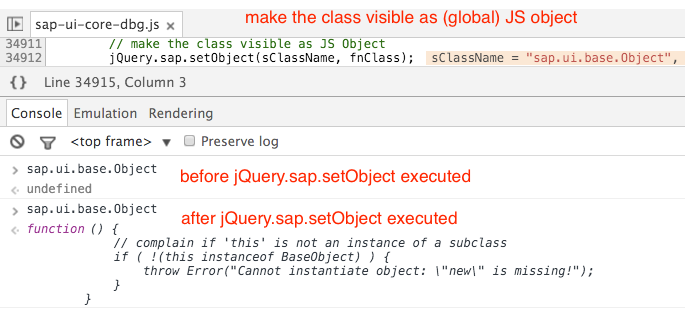 sap-ui-core-dbg.js ×
make the class visible as (global) JS object
34911 // make the class visible as JS Object
34912 jQuery.sap.setObject(sClassName, fnClass); sClassName = "sap.ui.base.Object",
{} Line 34915, Column 3
Console Emulation Rendering
<top frame> ▼ Preserve log
> sap.ui.base.Object
before jQuery.sap.setObject executed
undefined
> sap.ui.base.Object
after jQuery.sap.setObject executed
function () {
// complain if 'this' is not an instance of a subclass
if ( !(this instanceof BaseObject) ) {
throw Error("Cannot instantiate object: \"new\" is missing!");
}
}